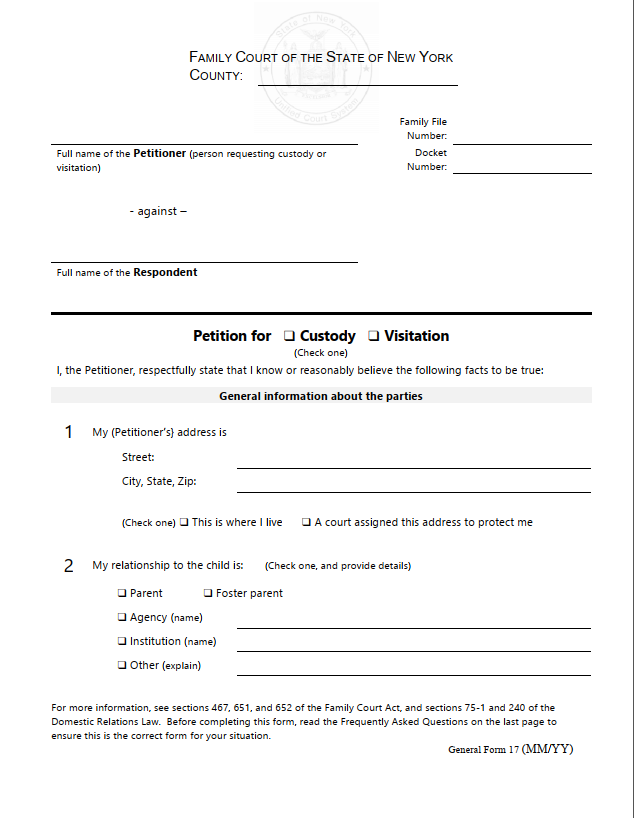 State of New York
FAMILY COURT OF THE STATE OF NEW YORK
COUNTY:
Unified Court System
Family File
Number:
Full name of the Petitioner (person requesting custody or
visitation)
Docket
Number:
- against –
Full name of the Respondent
Petition for ❑ Custody ❑ Visitation
(Check one)
I, the Petitioner, respectfully state that I know or reasonably believe the following facts to be true:
General information about the parties
1 My (Petitioner's} address is
Street:
City, State, Zip:
(Check one) ❑ This is where I live ❑ A court assigned this address to protect me
2 My relationship to the child is: (Check one, and provide details)
❑ Parent ❑ Foster parent
❑ Agency (name)
❑ Institution (name)
❑ Other (explain)
For more information, see sections 467, 651, and 652 of the Family Court Act, and sections 75-1 and 240 of the
Domestic Relations Law. Before completing this form, read the Frequently Asked Questions on the last page to
ensure this is the correct form for your situation.
General Form 17 (MM/YY)